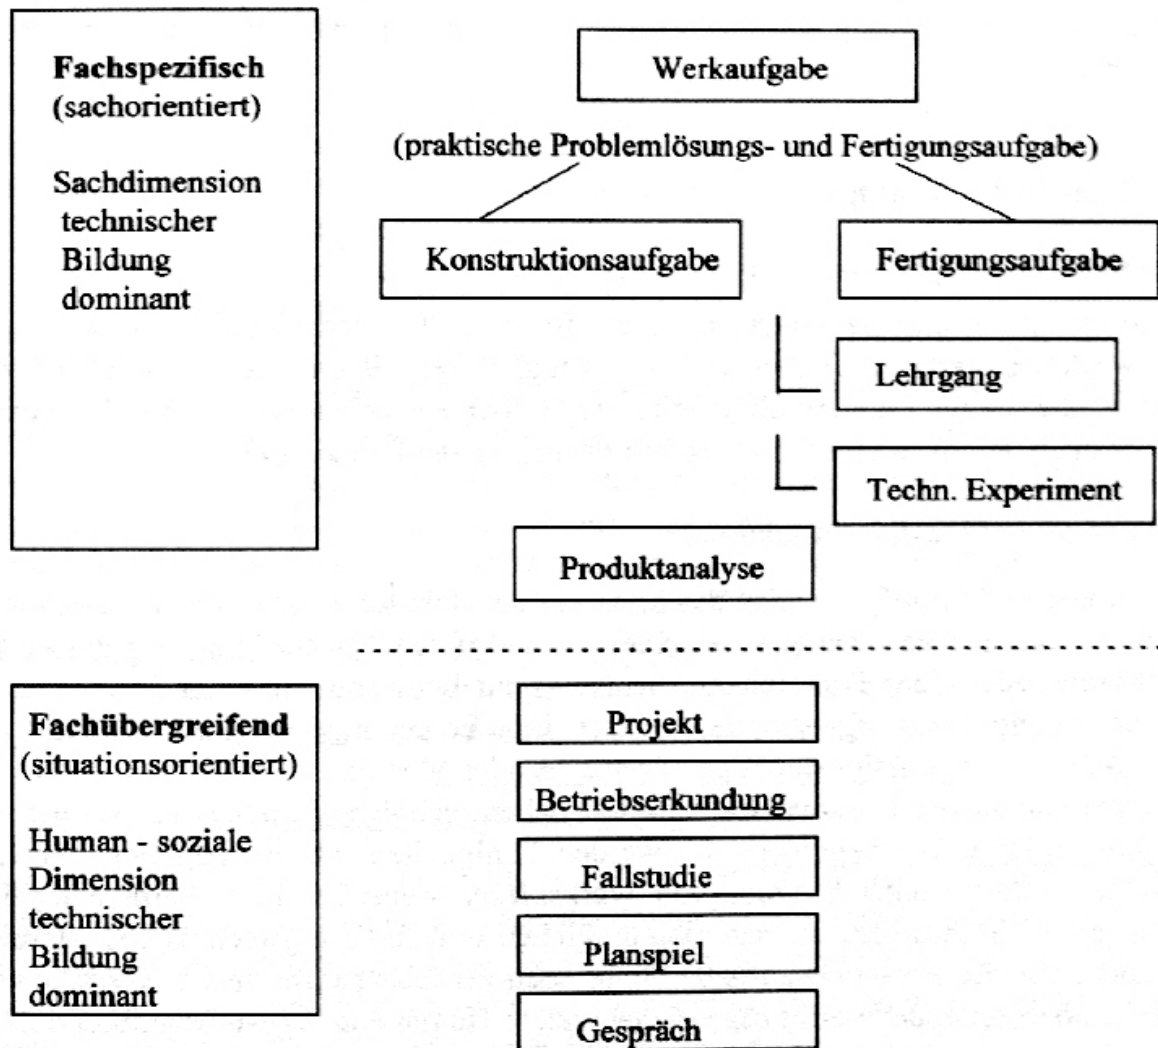 Fachspezifisch
(sachorientiert)
Sachdimension
technischer
Bildung
dominant
Werkaufgabe
(praktische Problemlösungs- und Fertigungsaufgabe)
Konstruktionsaufgabe
Fertigungsaufgabe
Lehrgang
Techn. Experiment
Produktanalyse
Fachübergreifend
(situationsorientiert)
Human - soziale
Dimension
technischer
Bildung
dominant
Projekt
Betriebserkundung
Fallstudie
Planspiel
Gespräch